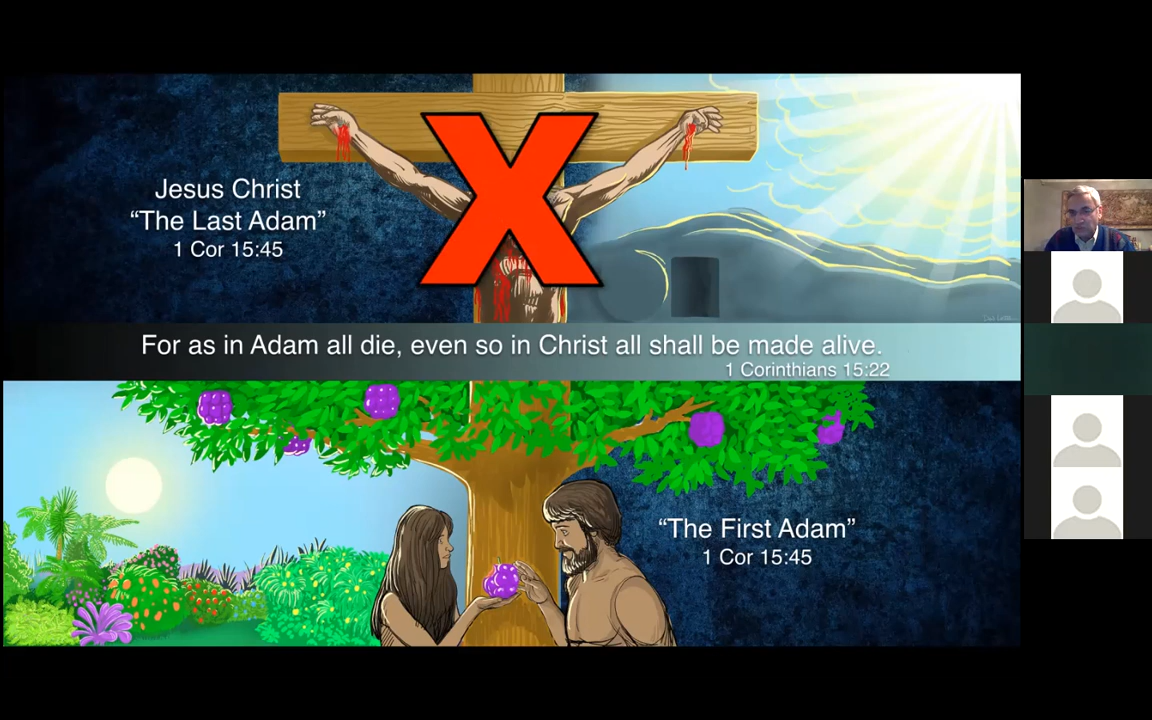 Jesus Christ
“The Last Adam”
1 Cor 15:45
X
For as in Adam all die, even so in Christ all shall be made alive.
1 Corinthians 15:22
“The First Adam”
1 Cor 15:45